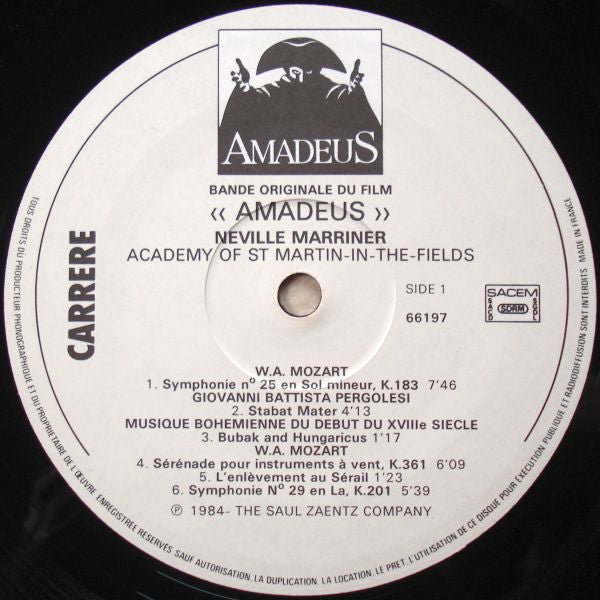 AMADEUS
BANDE ORIGINALE DU FILM
‹‹ AMADEUS ››
NEVILLE MARRINER
ACADEMY OF ST MARTIN-IN-THE-FIELDS
CARRERE
SIDE 1
66197
SACEM
SACD
SDRM
SGDL
W.A. MOZART
1. Symphonie nº 25 en Sol mineur, K.183 7'46
GIOVANNI BATTISTA PERGOLESI
2. Stabat Mater 4'13
MUSIQUE BOHEMIENNE DU DEBUT DU XVIIIe SIECLE
3. Bubak and Hungaricus 1'17
W.A. MOZART
4. Sérénade pour instruments à vent, K.361 6'09
5. L'enlèvement au Sérail 1'23
6. Symphonie Nº 29 en La, K.201 5'39
℗ 1984- THE SAUL ZAENTZ COMPANY
TOUS DROITS DU PRODUCTEUR PHONOGRAPHIQUE ET DU PROPRIETAIRE DE L'ŒUVRE ENREGISTREE RESERVES SAUF AUTORISATION. LA DUPLICATION. LA LOCATION. LE PRET. L'UTILISATION DE CE DISQUE POUR EXECUTION PUBLIQUE ET RADIODIFFUSION SONT INTERDITS MADE IN FRANCE